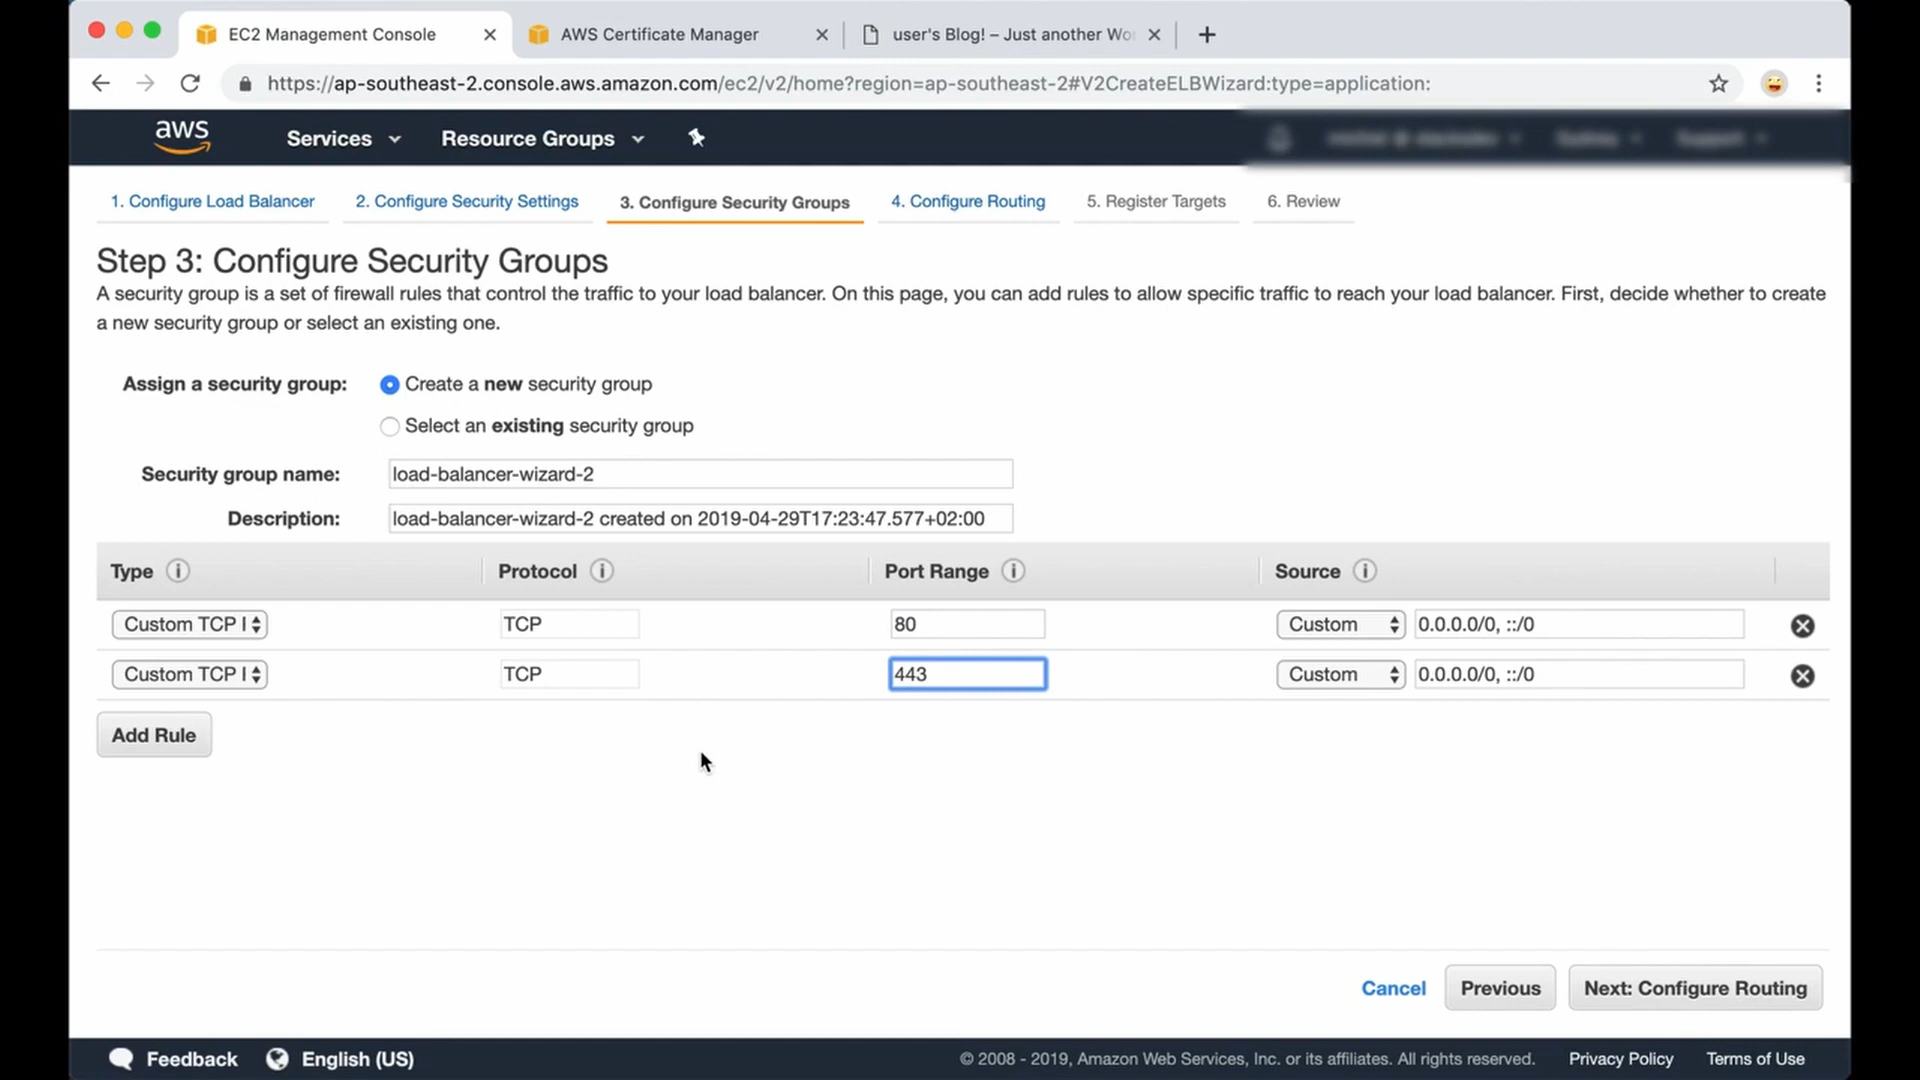 EC2 Management Console
AWS Certificate Manager
user's Blog! – Just another Wo
https://ap-southeast-2.console.aws.amazon.com/ec2/v2/home?region=ap-southeast-2#V2CreateELBWizard:type=application:
aws Services Resource Groups
1. Configure Load Balancer 2. Configure Security Settings 3. Configure Security Groups 4. Configure Routing 5. Register Targets 6. Review
Step 3: Configure Security Groups
A security group is a set of firewall rules that control the traffic to your load balancer. On this page, you can add rules to allow specific traffic to reach your load balancer. First, decide whether to create
a new security group or select an existing one.
Assign a security group: Create a new security group
Select an existing security group
Security group name: load-balancer-wizard-2
Description: load-balancer-wizard-2 created on 2019-04-29T17:23:47.577+02:00
Type Protocol Port Range Source
Custom TCP TCP 80 Custom 0.0.0.0/0, ::/0
Custom TCP TCP 443 Custom 0.0.0.0/0, ::/0
Add Rule
Cancel Previous Next: Configure Routing
Feedback English (US) © 2008 - 2019, Amazon Web Services, Inc. or its affiliates. All rights reserved. Privacy Policy Terms of Use